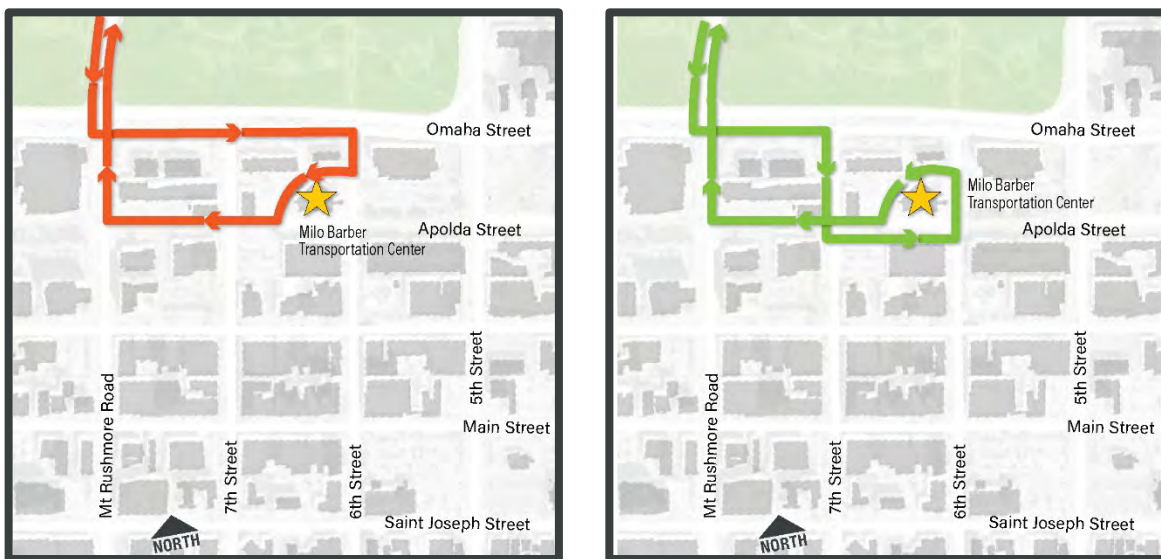 Omaha Street
Milo Barber
Transportation Center
Apolda Street
Mt Rushmore Road
7th Street
6th Street
5th Street
Main Street
Saint Joseph Street
NORTH
Omaha Street
Milo Barber
Transportation Center
Apolda Street
Mt Rushmore Road
7th Street
6th Street
5th Street
Main Street
Saint Joseph Street
NORTH